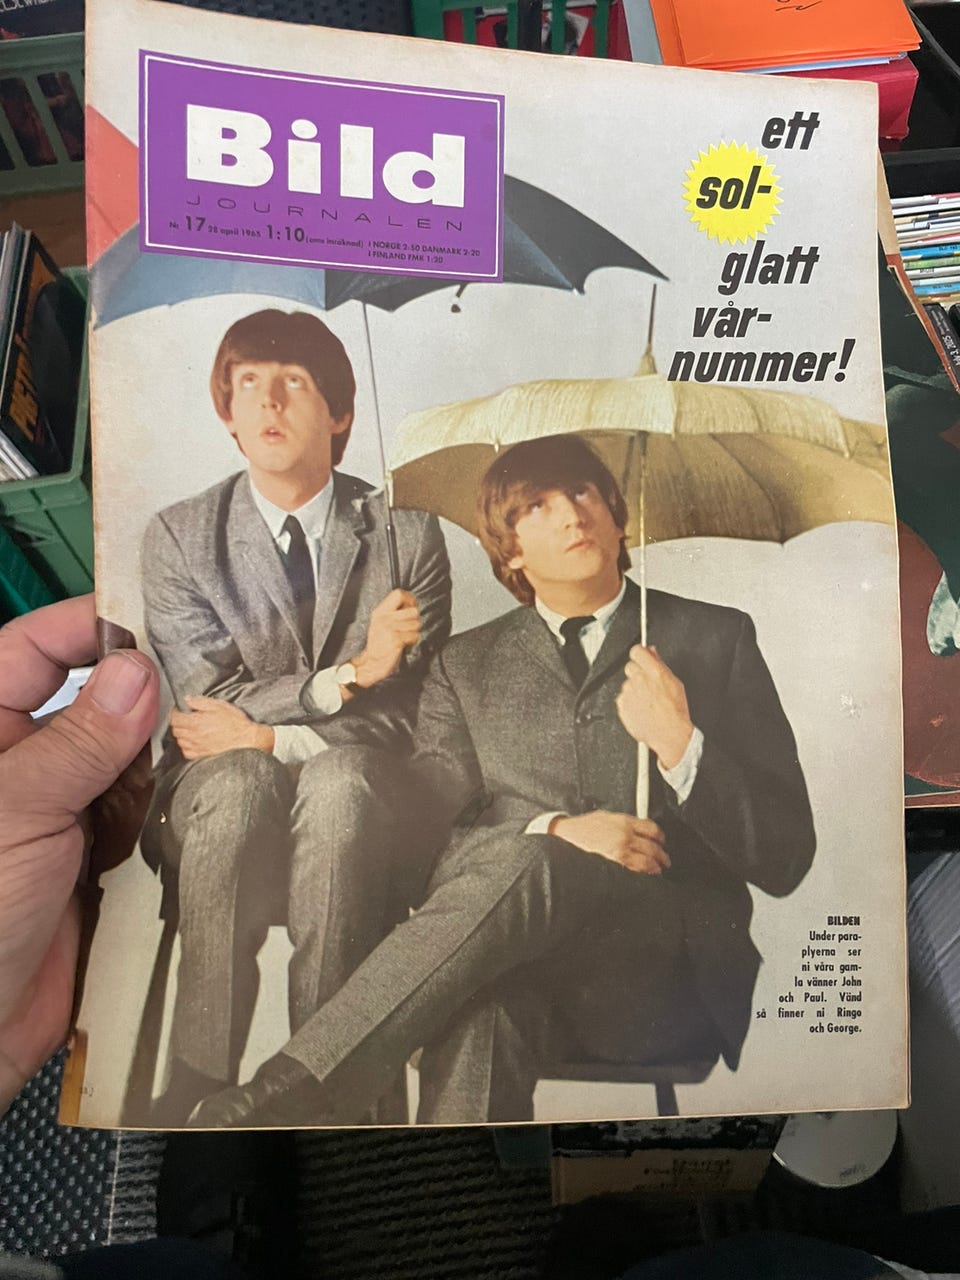 Bild
JOURNALEN
Nr 17 28 april 1965 1:10 (oms inräknad) I NORGE 2:50 DANMARK 2:20
I FINLAND FMK 1:20
ett
sol-
glatt
vår-
nummer!
BILDEN
Under para-
plyerna ser
ni våra gam-
la vänner John
och Paul. Vänd
så finner ni Ringo
och George.